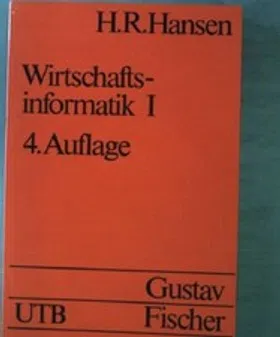 H.R.Hansen
Wirtschafts-
informatik I
4.Auflage
Gustav
UTB Fischer